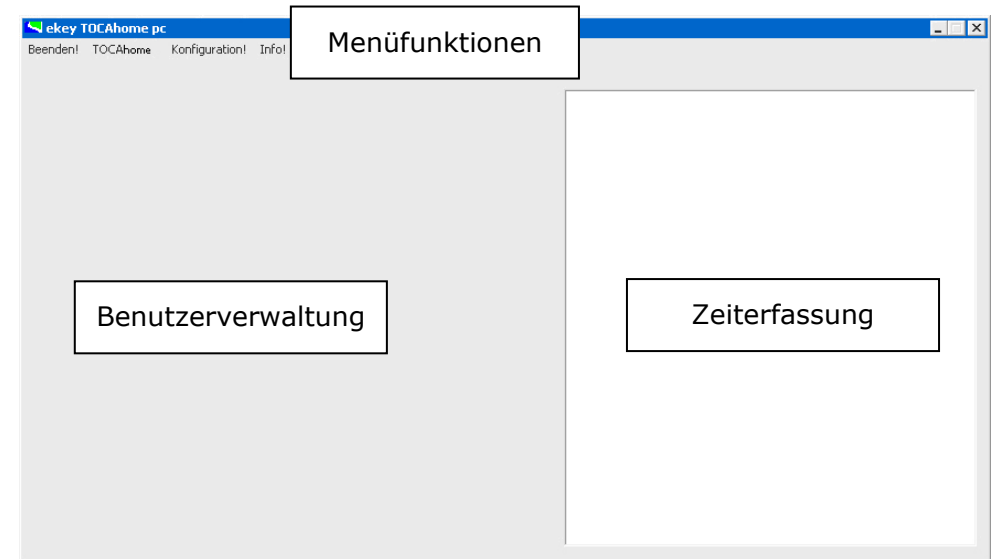 ekey TOCAhome pc
Beenden! TOCAhome Konfiguration! Info!
Menüfunktionen
Benutzerverwaltung
Zeiterfassung